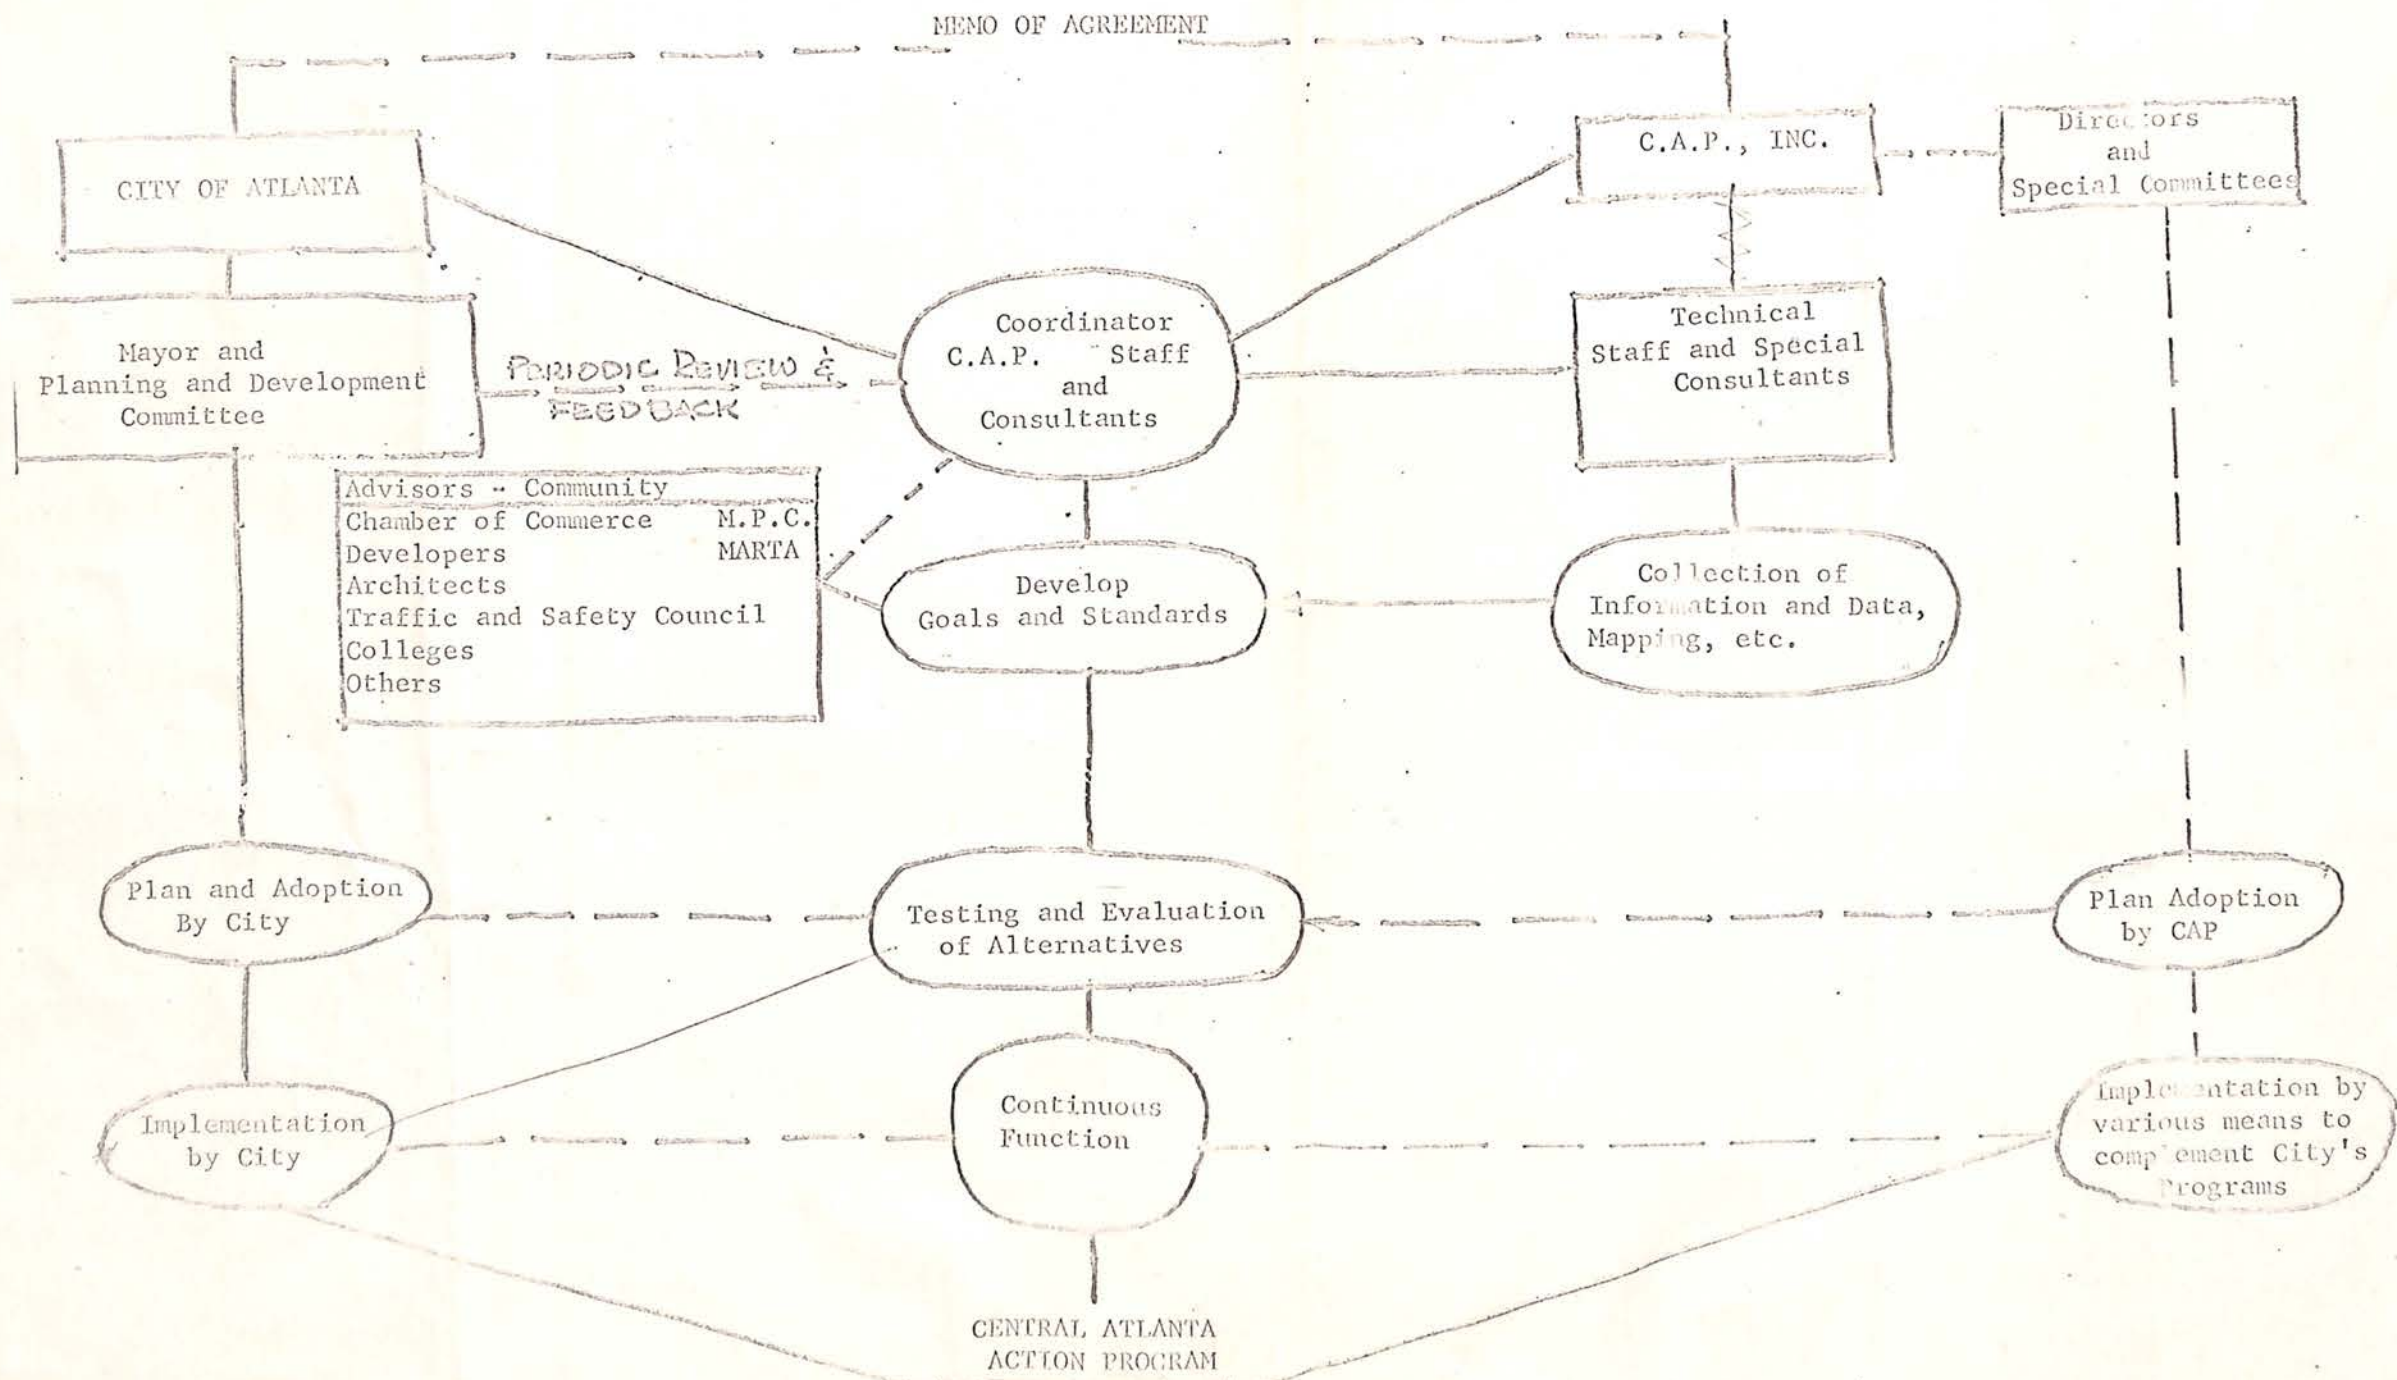 MEMO OF AGREEMENT
CITY OF ATLANTA
C.A.P., INC.
Directors
and
Special Committees
Mayor and
Planning and Development
Committee
PERIODIC REVIEW &
FEEDBACK
Coordinator
C.A.P. Staff
and
Consultants
Technical
Staff and Special
Consultants
Advisors - Community
Chamber of Commerce M.P.C.
Developers MARTA
Architects
Traffic and Safety Council
Colleges
Others
Develop
Goals and Standards
Collection of
Information and Data,
Mapping, etc.
Plan and Adoption
By City
Testing and Evaluation
of Alternatives
Plan Adoption
by CAP
Implementation
by City
Continuous
Function
Implementation by
various means to
complement City's
Programs
CENTRAL ATLANTA
ACTION PROGRAM